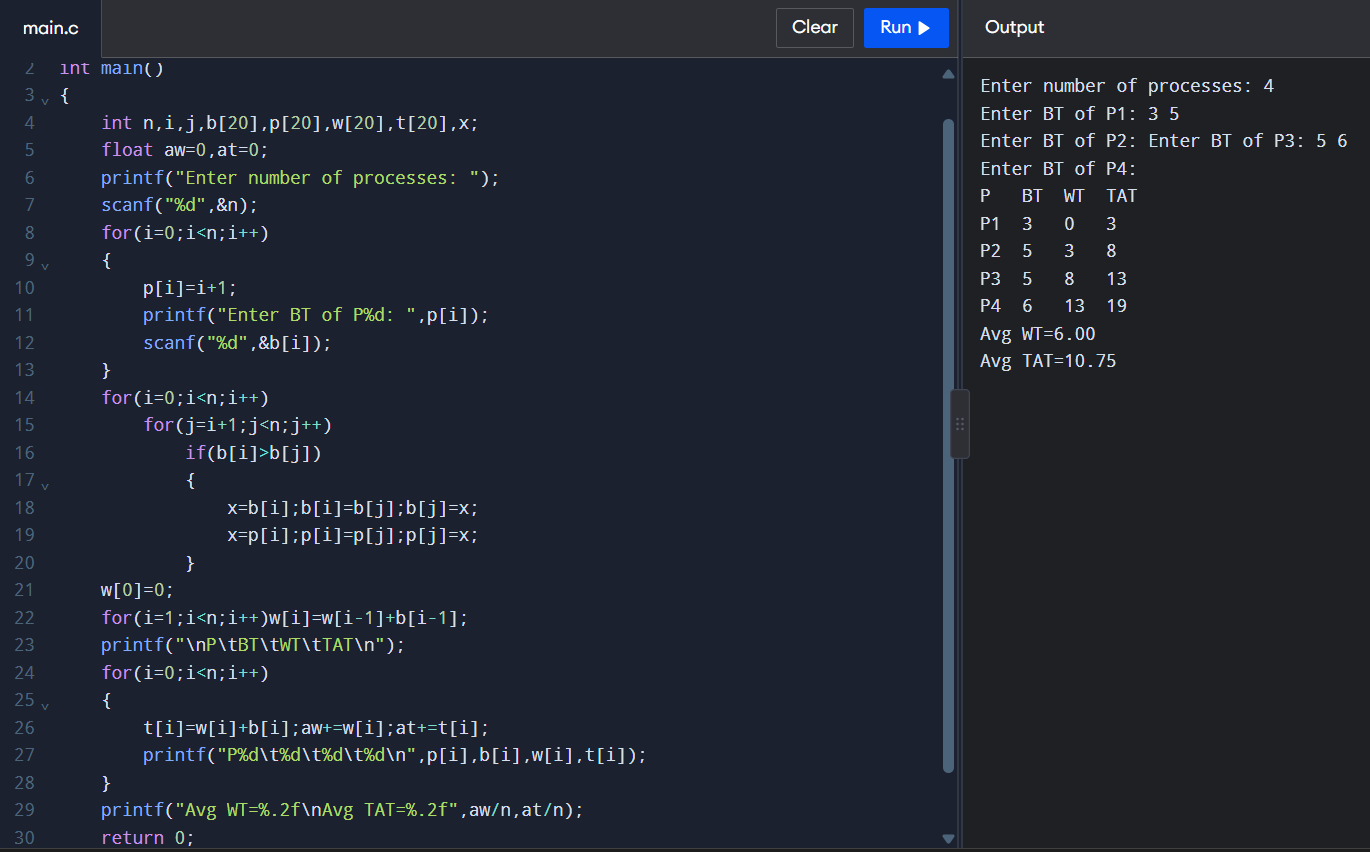 main.c
Clear
Run
Output
2 int main()
3 {
4 int n,i,j,b[20],p[20],w[20],t[20],x;
5 float aw=0,at=0;
6 printf("Enter number of processes: ");
7 scanf("%d",&n);
8 for(i=0;i<n;i++)
9 {
10 p[i]=i+1;
11 printf("Enter BT of P%d: ",p[i]);
12 scanf("%d",&b[i]);
13 }
14 for(i=0;i<n;i++)
15 for(j=i+1;j<n;j++)
16 if(b[i]>b[j])
17 {
18 x=b[i];b[i]=b[j];b[j]=x;
19 x=p[i];p[i]=p[j];p[j]=x;
20 }
21 w[0]=0;
22 for(i=1;i<n;i++)w[i]=w[i-1]+b[i-1];
23 printf("\nP\tBT\tWT\tTAT\n");
24 for(i=0;i<n;i++)
25 {
26 t[i]=w[i]+b[i];aw+=w[i];at+=t[i];
27 printf("P%d\t%d\t%d\t%d\n",p[i],b[i],w[i],t[i]);
28 }
29 printf("Avg WT=%.2f\nAvg TAT=%.2f",aw/n,at/n);
30 return 0;
Enter number of processes: 4
Enter BT of P1: 3 5
Enter BT of P2: Enter BT of P3: 5 6
Enter BT of P4:
P BT WT TAT
P1 3 0 3
P2 5 3 8
P3 5 8 13
P4 6 13 19
Avg WT=6.00
Avg TAT=10.75